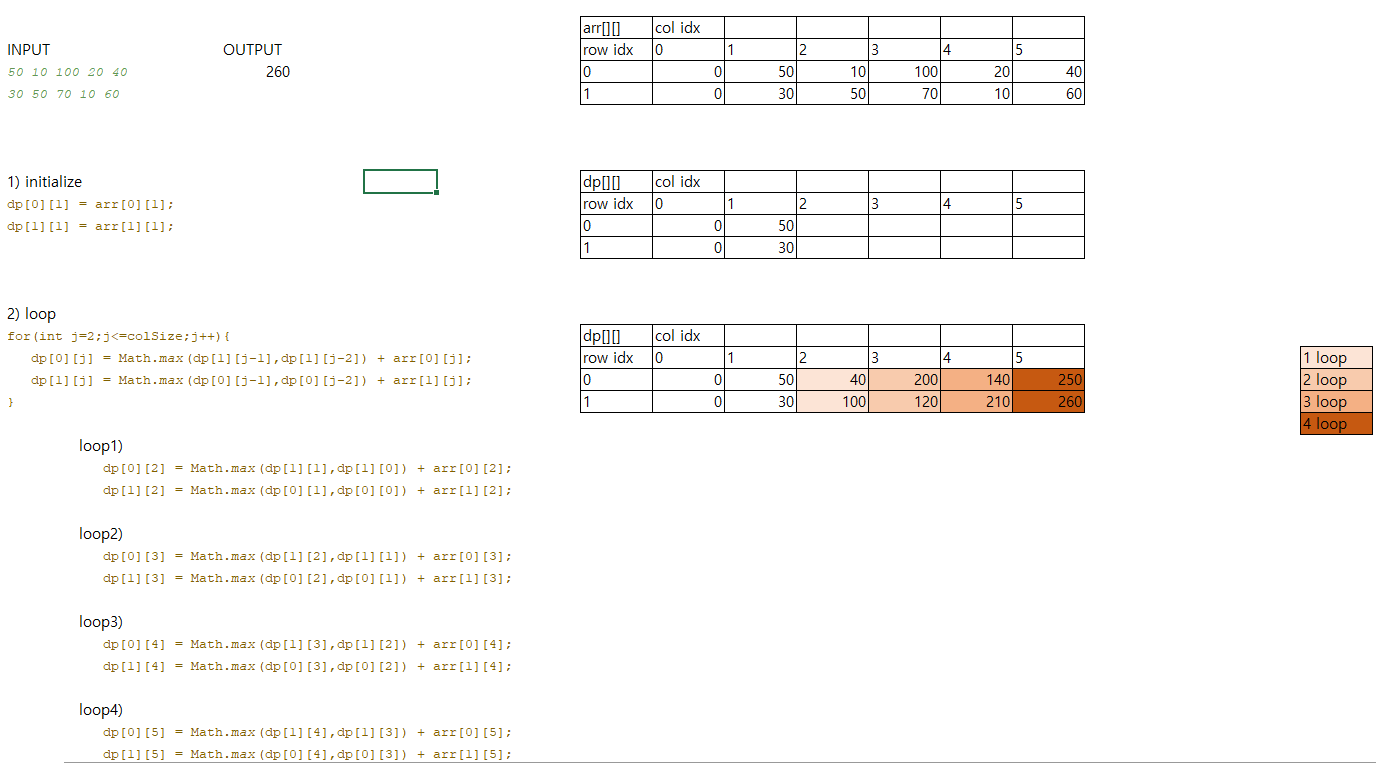 INPUT OUTPUT
50 10 100 20 40 260
30 50 70 10 60
arr[][] col idx
row idx 0 1 2 3 4 5
0 0 50 10 100 20 40
1 0 30 50 70 10 60
1) initialize
dp[0][1] = arr[0][1];
dp[1][1] = arr[1][1];
dp[][] col idx
row idx 0 1 2 3 4 5
0 0 50
1 0 30
2) loop
for(int j=2;j<=colSize;j++){
dp[0][j] = Math.max(dp[1][j-1],dp[1][j-2]) + arr[0][j];
dp[1][j] = Math.max(dp[0][j-1],dp[0][j-2]) + arr[1][j];
}
dp[][] col idx
row idx 0 1 2 3 4 5
0 0 50 40 200 140 250
1 0 30 100 120 210 260
1 loop
2 loop
3 loop
4 loop
loop1)
dp[0][2] = Math.max(dp[1][1],dp[1][0]) + arr[0][2];
dp[1][2] = Math.max(dp[0][1],dp[0][0]) + arr[1][2];
loop2)
dp[0][3] = Math.max(dp[1][2],dp[1][1]) + arr[0][3];
dp[1][3] = Math.max(dp[0][2],dp[0][1]) + arr[1][3];
loop3)
dp[0][4] = Math.max(dp[1][3],dp[1][2]) + arr[0][4];
dp[1][4] = Math.max(dp[0][3],dp[0][2]) + arr[1][4];
loop4)
dp[0][5] = Math.max(dp[1][4],dp[1][3]) + arr[0][5];
dp[1][5] = Math.max(dp[0][4],dp[0][3]) + arr[1][5];